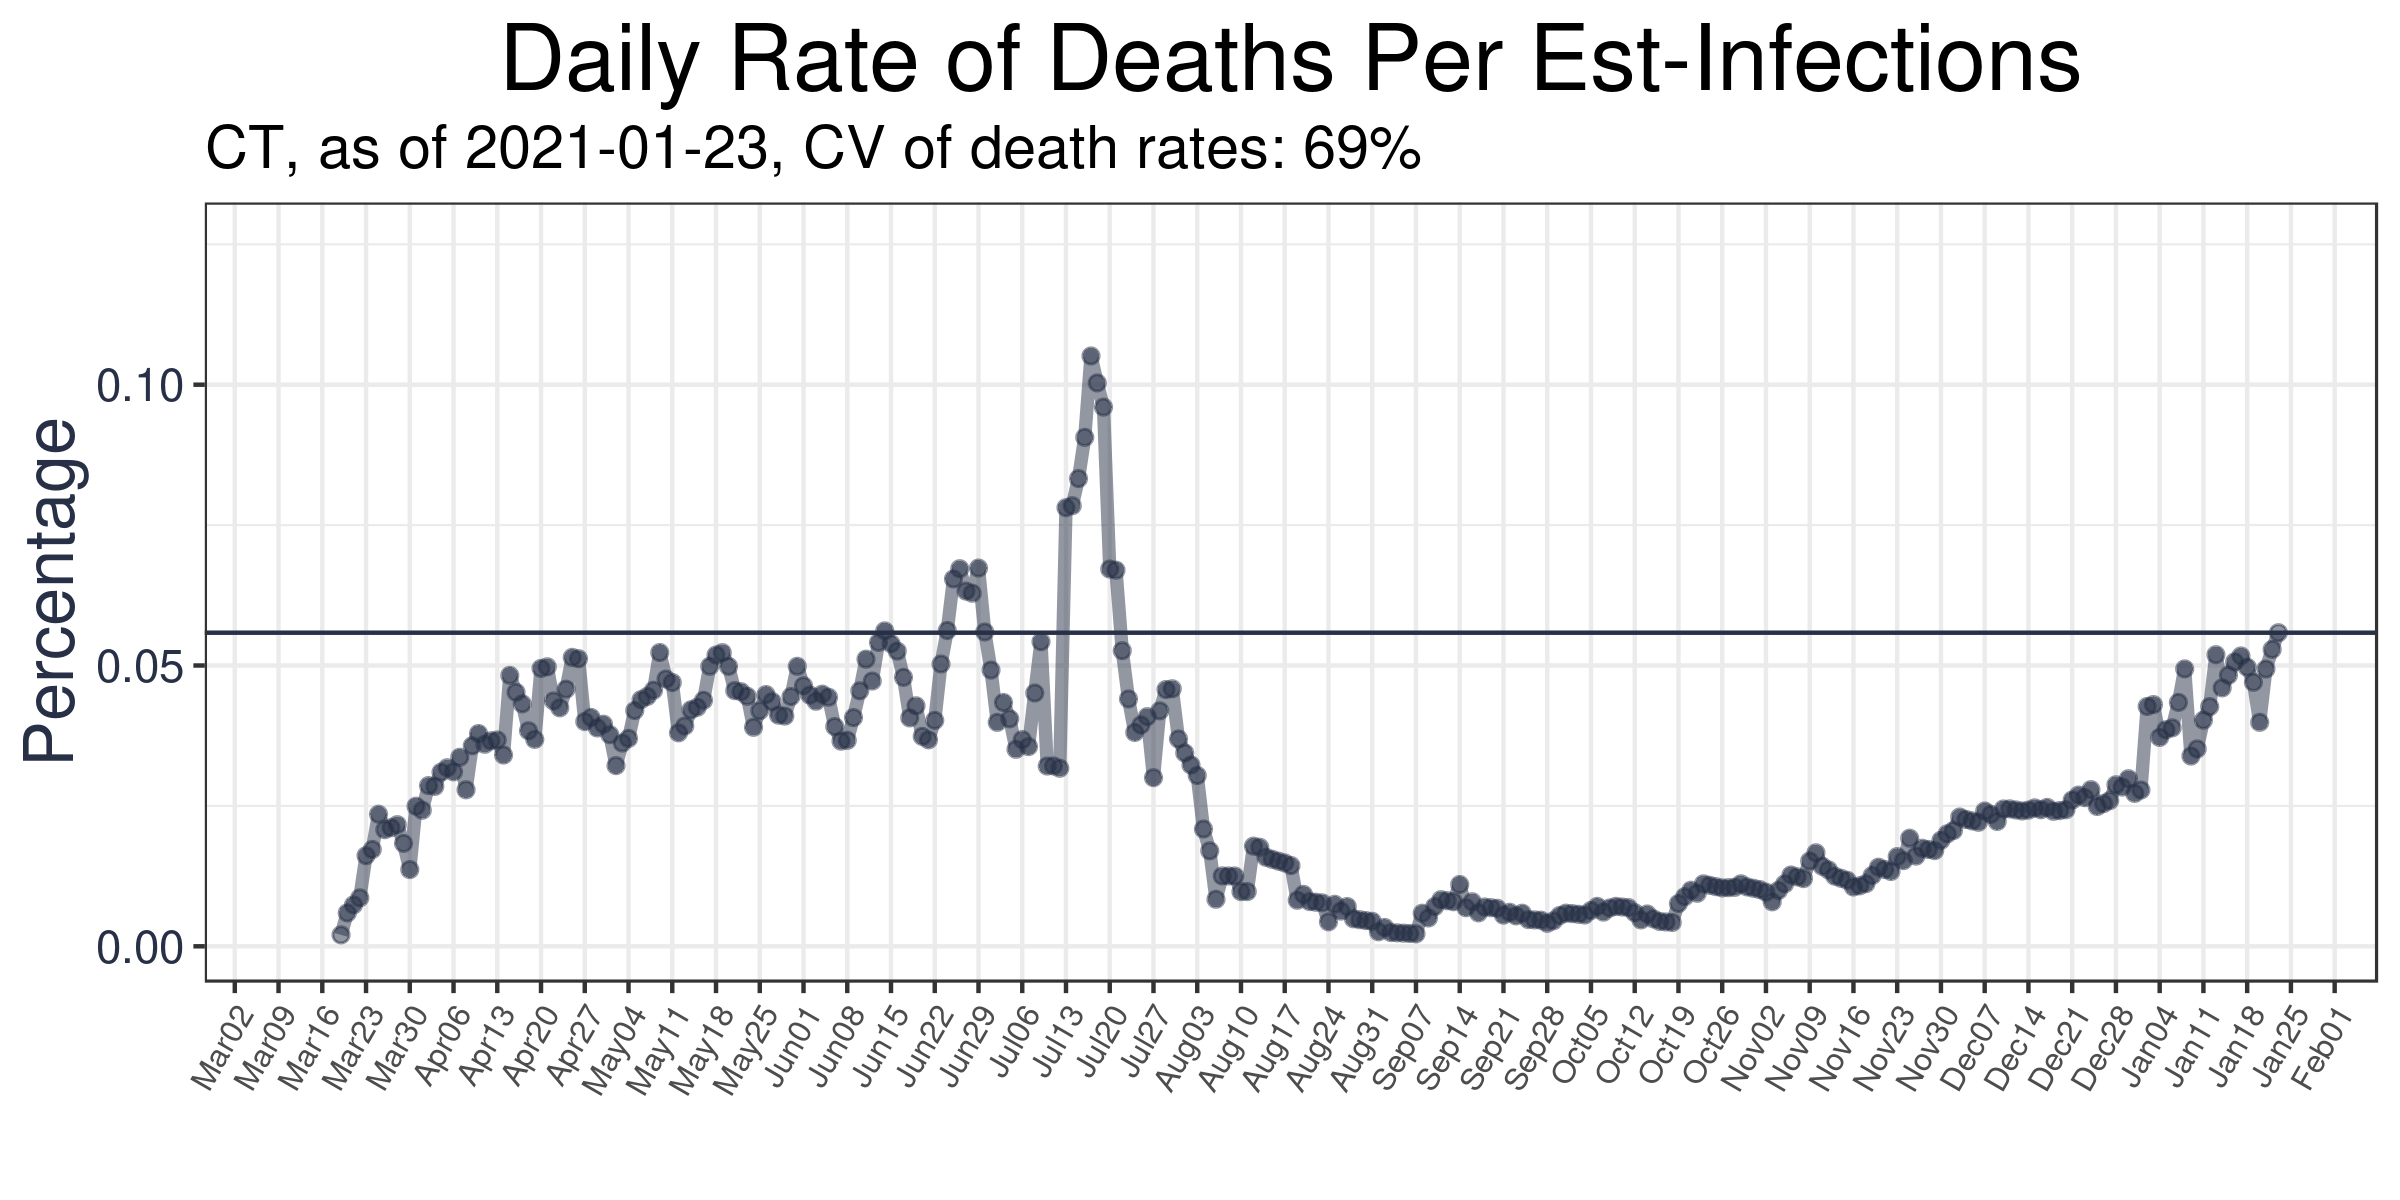 Daily Rate of Deaths Per Est-Infections
CT, as of 2021-01-23, CV of death rates: 69%
Percentage
0.10
0.05
0.00
Mar02
Mar09
Mar16
Mar23
Mar30
Apr06
Apr13
Apr20
Apr27
May04
May11
May18
May25
Jun01
Jun08
Jun15
Jun22
Jun29
Jul06
Jul13
Jul20
Jul27
Aug03
Aug10
Aug17
Aug24
Aug31
Sep07
Sep14
Sep21
Sep28
Oct05
Oct12
Oct19
Oct26
Nov02
Nov09
Nov16
Nov23
Nov30
Dec07
Dec14
Dec21
Dec28
Jan04
Jan11
Jan18
Jan25
Feb01